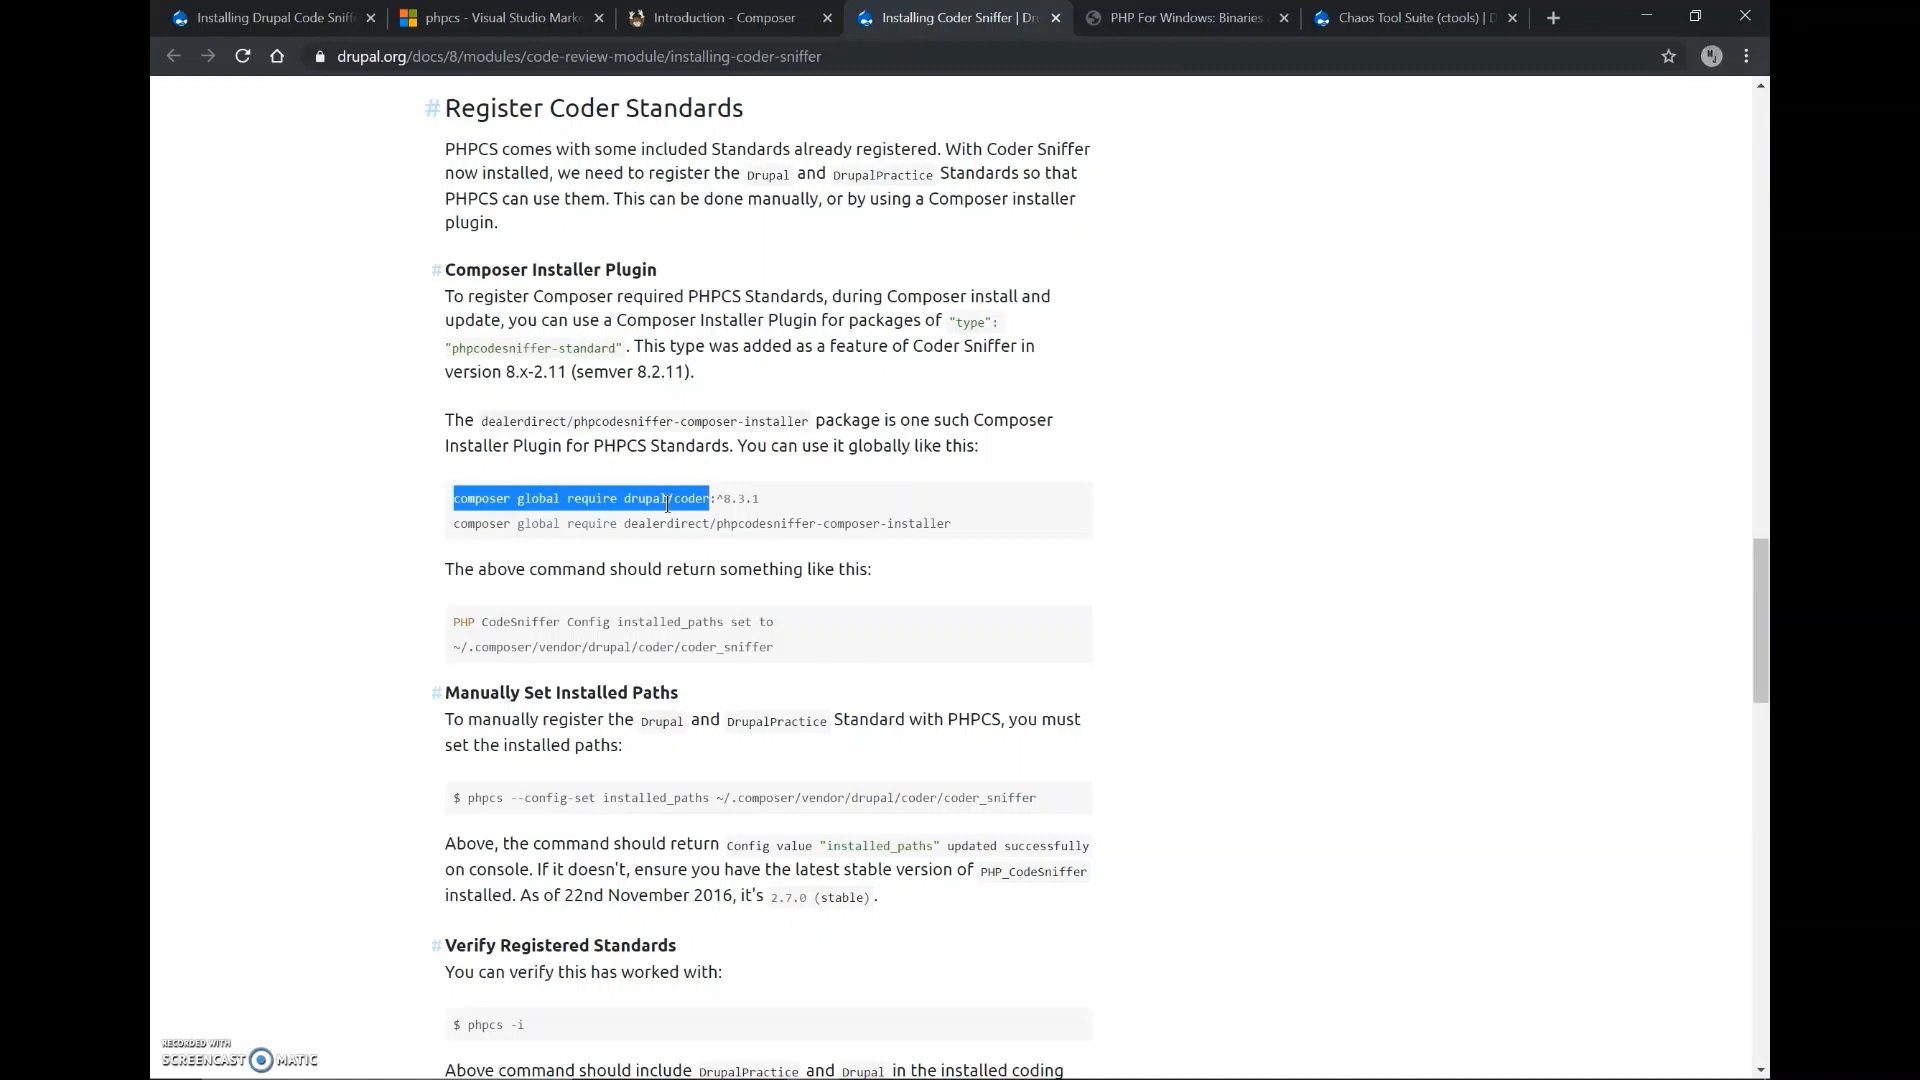 Installing Drupal Code Sniff
phpcs - Visual Studio Marke
Introduction - Composer
Installing Coder Sniffer | Dr
PHP For Windows: Binaries
Chaos Tool Suite (ctools) | D
drupal.org/docs/8/modules/code-review-module/installing-coder-sniffer
MJ
# Register Coder Standards
PHPCS comes with some included Standards already registered. With Coder Sniffer
now installed, we need to register the Drupal and DrupalPractice Standards so that
PHPCS can use them. This can be done manually, or by using a Composer installer
plugin.
# Composer Installer Plugin
To register Composer required PHPCS Standards, during Composer install and
update, you can use a Composer Installer Plugin for packages of "type":
"phpcodesniffer-standard" . This type was added as a feature of Coder Sniffer in
version 8.x-2.11 (semver 8.2.11).
The dealerdirect/phpcodesniffer-composer-installer package is one such Composer
Installer Plugin for PHPCS Standards. You can use it globally like this:
composer global require drupal/coder:^8.3.1
composer global require dealerdirect/phpcodesniffer-composer-installer
The above command should return something like this:
PHP CodeSniffer Config installed_paths set to
~/.composer/vendor/drupal/coder/coder_sniffer
# Manually Set Installed Paths
To manually register the Drupal and DrupalPractice Standard with PHPCS, you must
set the installed paths:
$ phpcs --config-set installed_paths ~/.composer/vendor/drupal/coder/coder_sniffer
Above, the command should return Config value "installed_paths" updated successfully
on console. If it doesn't, ensure you have the latest stable version of PHP_CodeSniffer
installed. As of 22nd November 2016, it's 2.7.0 (stable) .
# Verify Registered Standards
You can verify this has worked with:
$ phpcs -i
Above command should include DrupalPractice and Drupal in the installed coding
RECORDED WITH
SCREENCAST MATIC